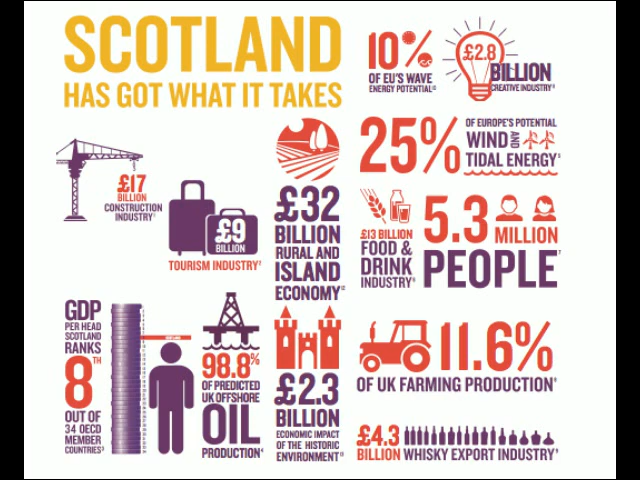 SCOTLAND
HAS GOT WHAT IT TAKES
10%
OF EU'S WAVE
ENERGY POTENTIAL
£2.8
BILLION
CREATIVE INDUSTRY
25%
OF EUROPE'S POTENTIAL
WIND AND
TIDAL ENERGY
£17
BILLION
CONSTRUCTION
INDUSTRY
£9
BILLION
TOURISM INDUSTRY
£32
BILLION
RURAL AND
ISLAND
ECONOMY
£13 BILLION
FOOD &
DRINK
INDUSTRY
5.3
MILLION
PEOPLE
GDP
PER HEAD
SCOTLAND
RANKS
8TH
OUT OF
34 OECD
MEMBER
COUNTRIES
SCOTLAND
98.8%
OF PREDICTED
UK OFFSHORE
OIL
PRODUCTION
£2.3
BILLION
ECONOMIC IMPACT
OF THE HISTORIC
ENVIRONMENT
11.6%
OF UK FARMING PRODUCTION
£4.3
BILLION WHISKY EXPORT INDUSTRY